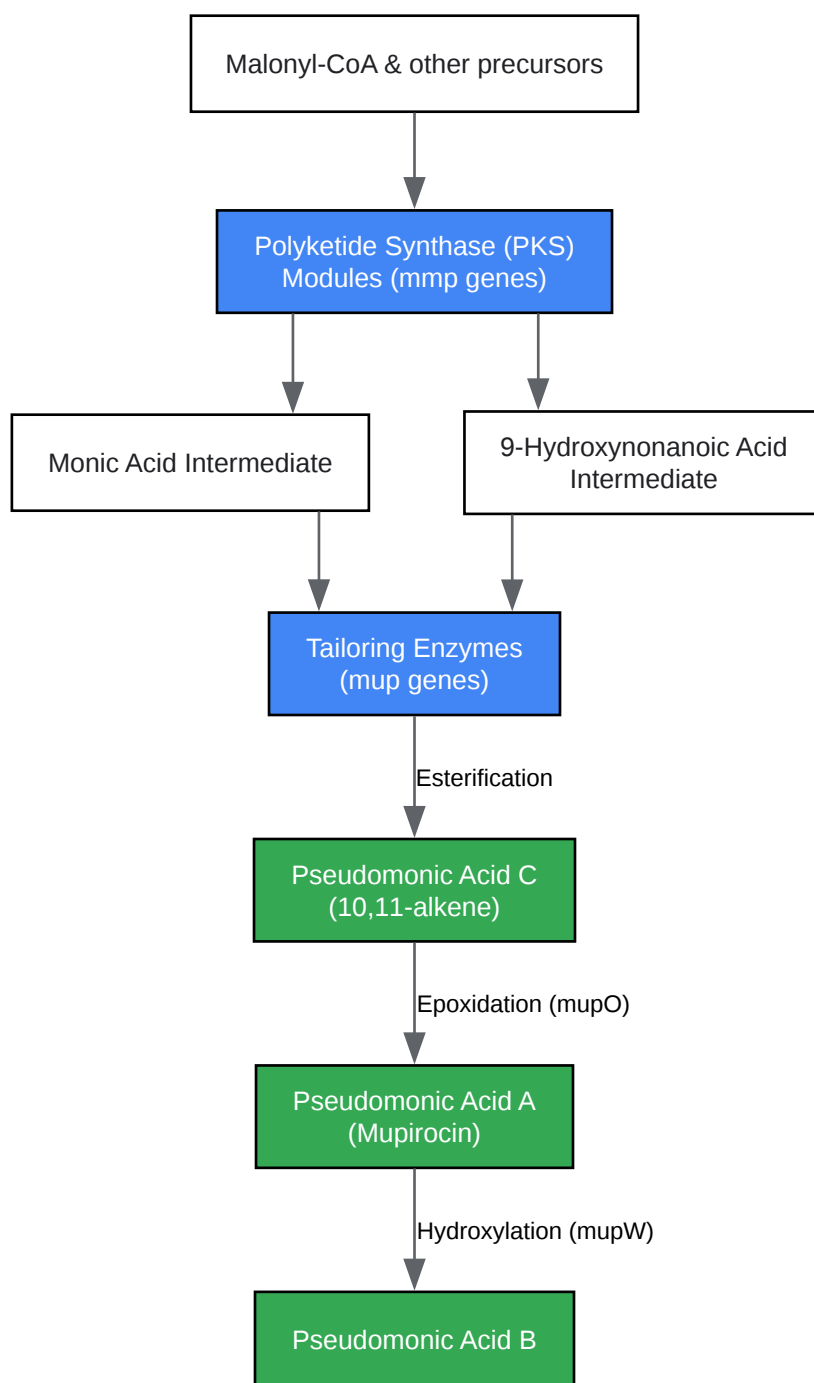 Malonyl-CoA & other precursors
Polyketide Synthase (PKS)
Modules (mmp genes)
Monic Acid Intermediate
9-Hydroxynonanoic Acid
Intermediate
Tailoring Enzymes
(mup genes)
Esterification
Pseudomonic Acid C
(10,11-alkene)
Epoxidation (mupO)
Pseudomonic Acid A
(Mupirocin)
Hydroxylation (mupW)
Pseudomonic Acid B